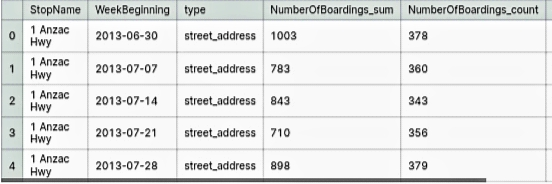 StopName WeekBeginning type NumberOfBoardings_sum NumberOfBoardings_count
0 1 Anzac Hwy 2013-06-30 street_address 1003 378
1 1 Anzac Hwy 2013-07-07 street_address 783 360
2 1 Anzac Hwy 2013-07-14 street_address 843 343
3 1 Anzac Hwy 2013-07-21 street_address 710 356
4 1 Anzac Hwy 2013-07-28 street_address 898 379